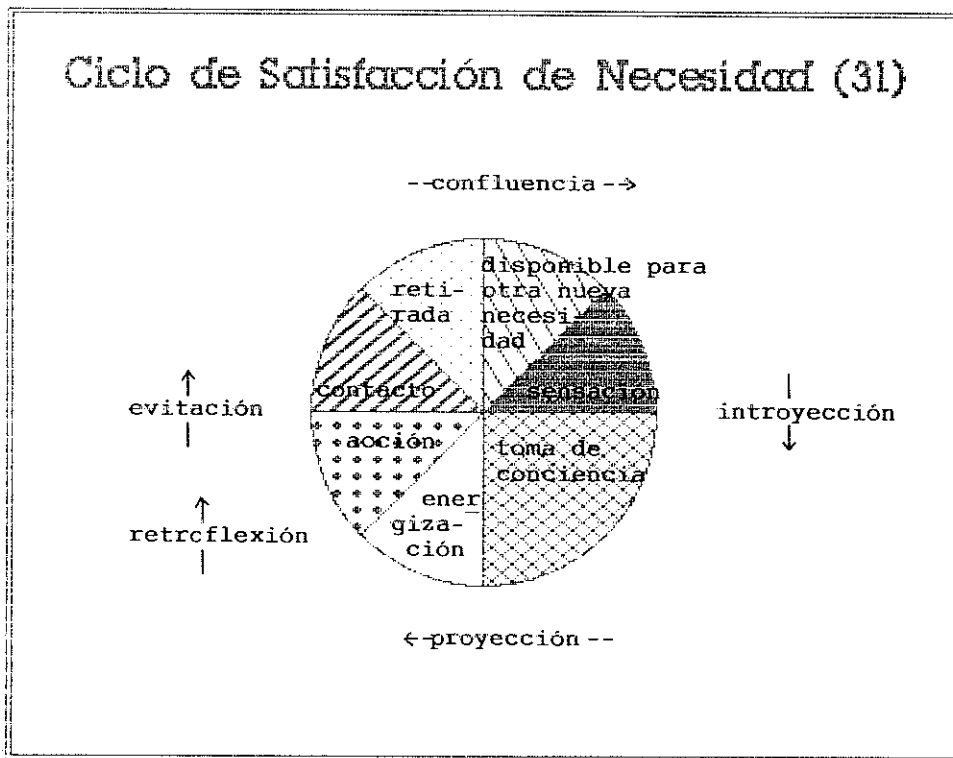 Ciclo de Satisfacción de Necesidad (31)
--confluencia-->
disponible para
otra nueva
necesi
dad
reti-
rada
contacto
sensación
↑
evitación
|
|
introyección
↓
acción
toma de
conciencia
ener
giza-
ción
↑
retroflexión
|
<-proyección--